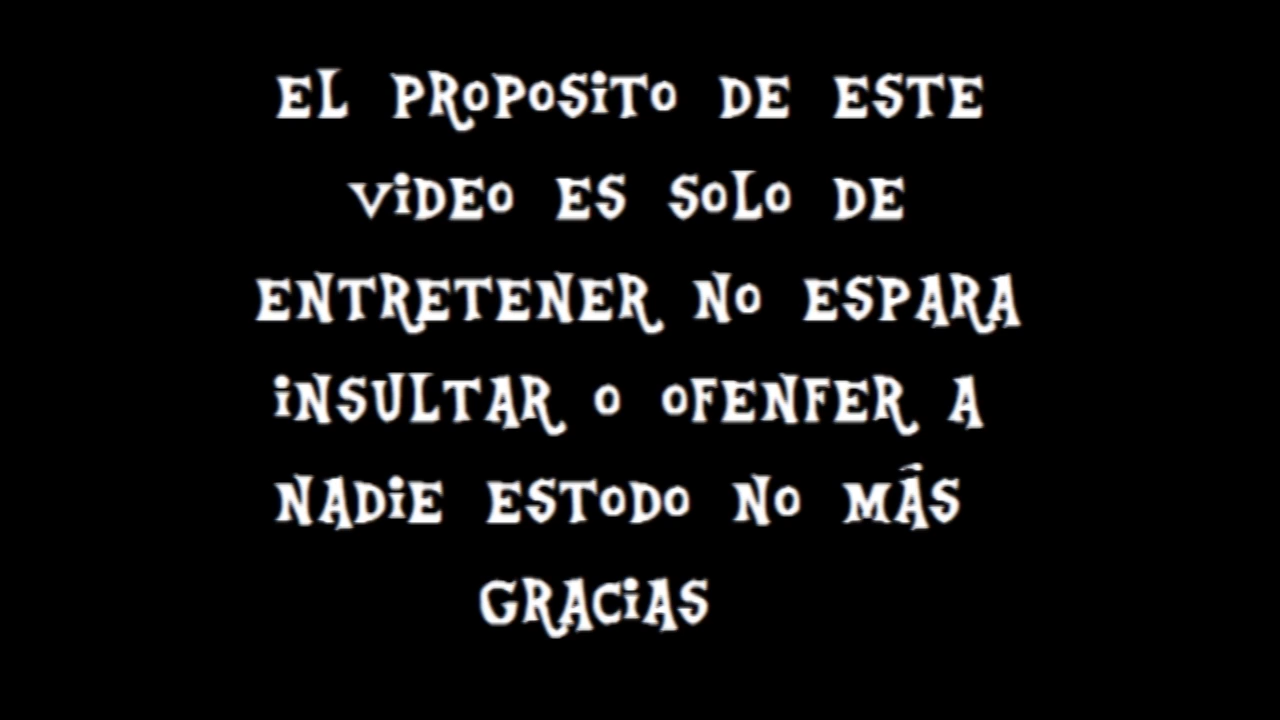 EL PROPOSiTO DE ESTE
ViDEO ES SOLO DE
ENTRETENER NO ESPARA
iNSULTAR O OFENFER A
NADiE ESTODO NO MÁS
GRACiAS